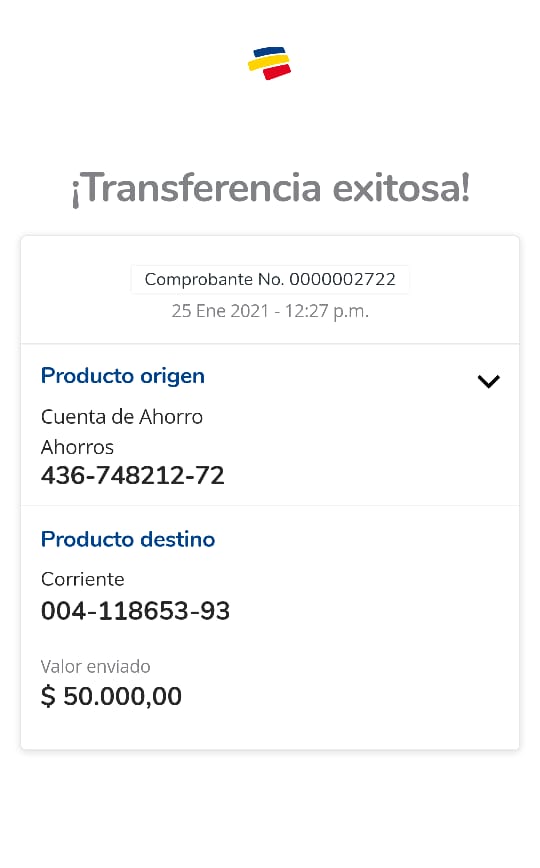 ¡Transferencia exitosa!
Comprobante No. 0000002722
25 Ene 2021 - 12:27 p.m.
Producto origen
Cuenta de Ahorro
Ahorros
436-748212-72
Producto destino
Corriente
004-118653-93
Valor enviado
$ 50.000,00